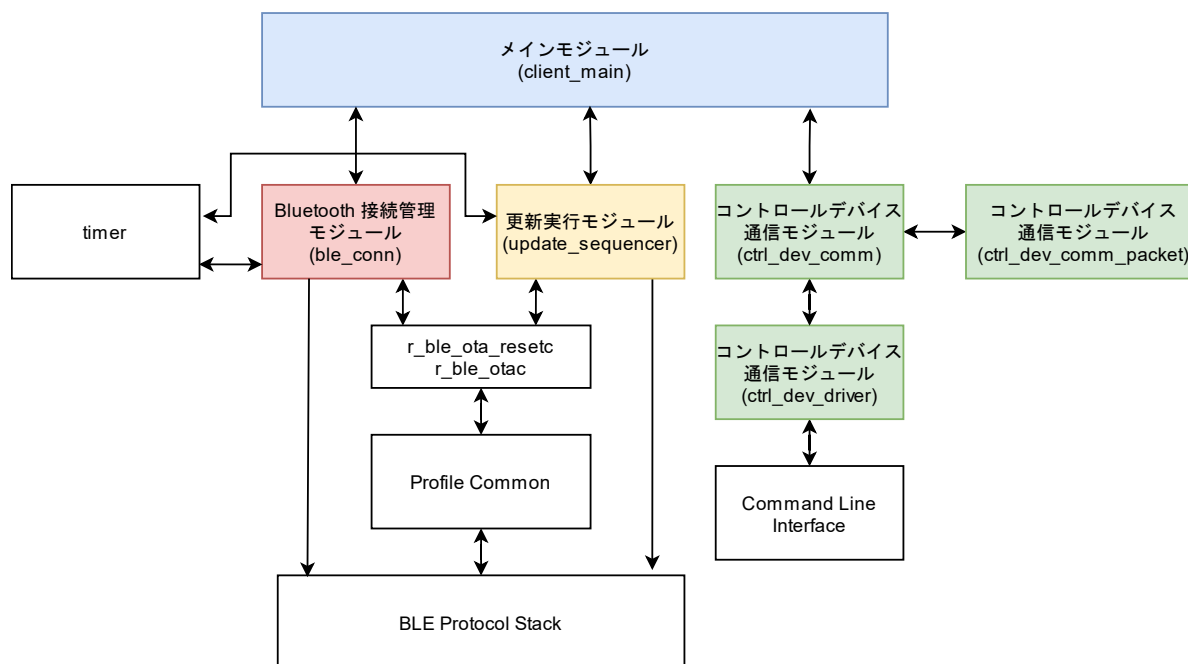 メインモジュール
(client_main)
timer
Bluetooth 接続管理
モジュール
(ble_conn)
更新実行モジュール
(update_sequencer)
コントロールデバイス
通信モジュール
(ctrl_dev_comm)
コントロールデバイス
通信モジュール
(ctrl_dev_comm_packet)
r_ble_ota_resetc
r_ble_otac
コントロールデバイス
通信モジュール
(ctrl_dev_driver)
Profile Common
Command Line
Interface
BLE Protocol Stack